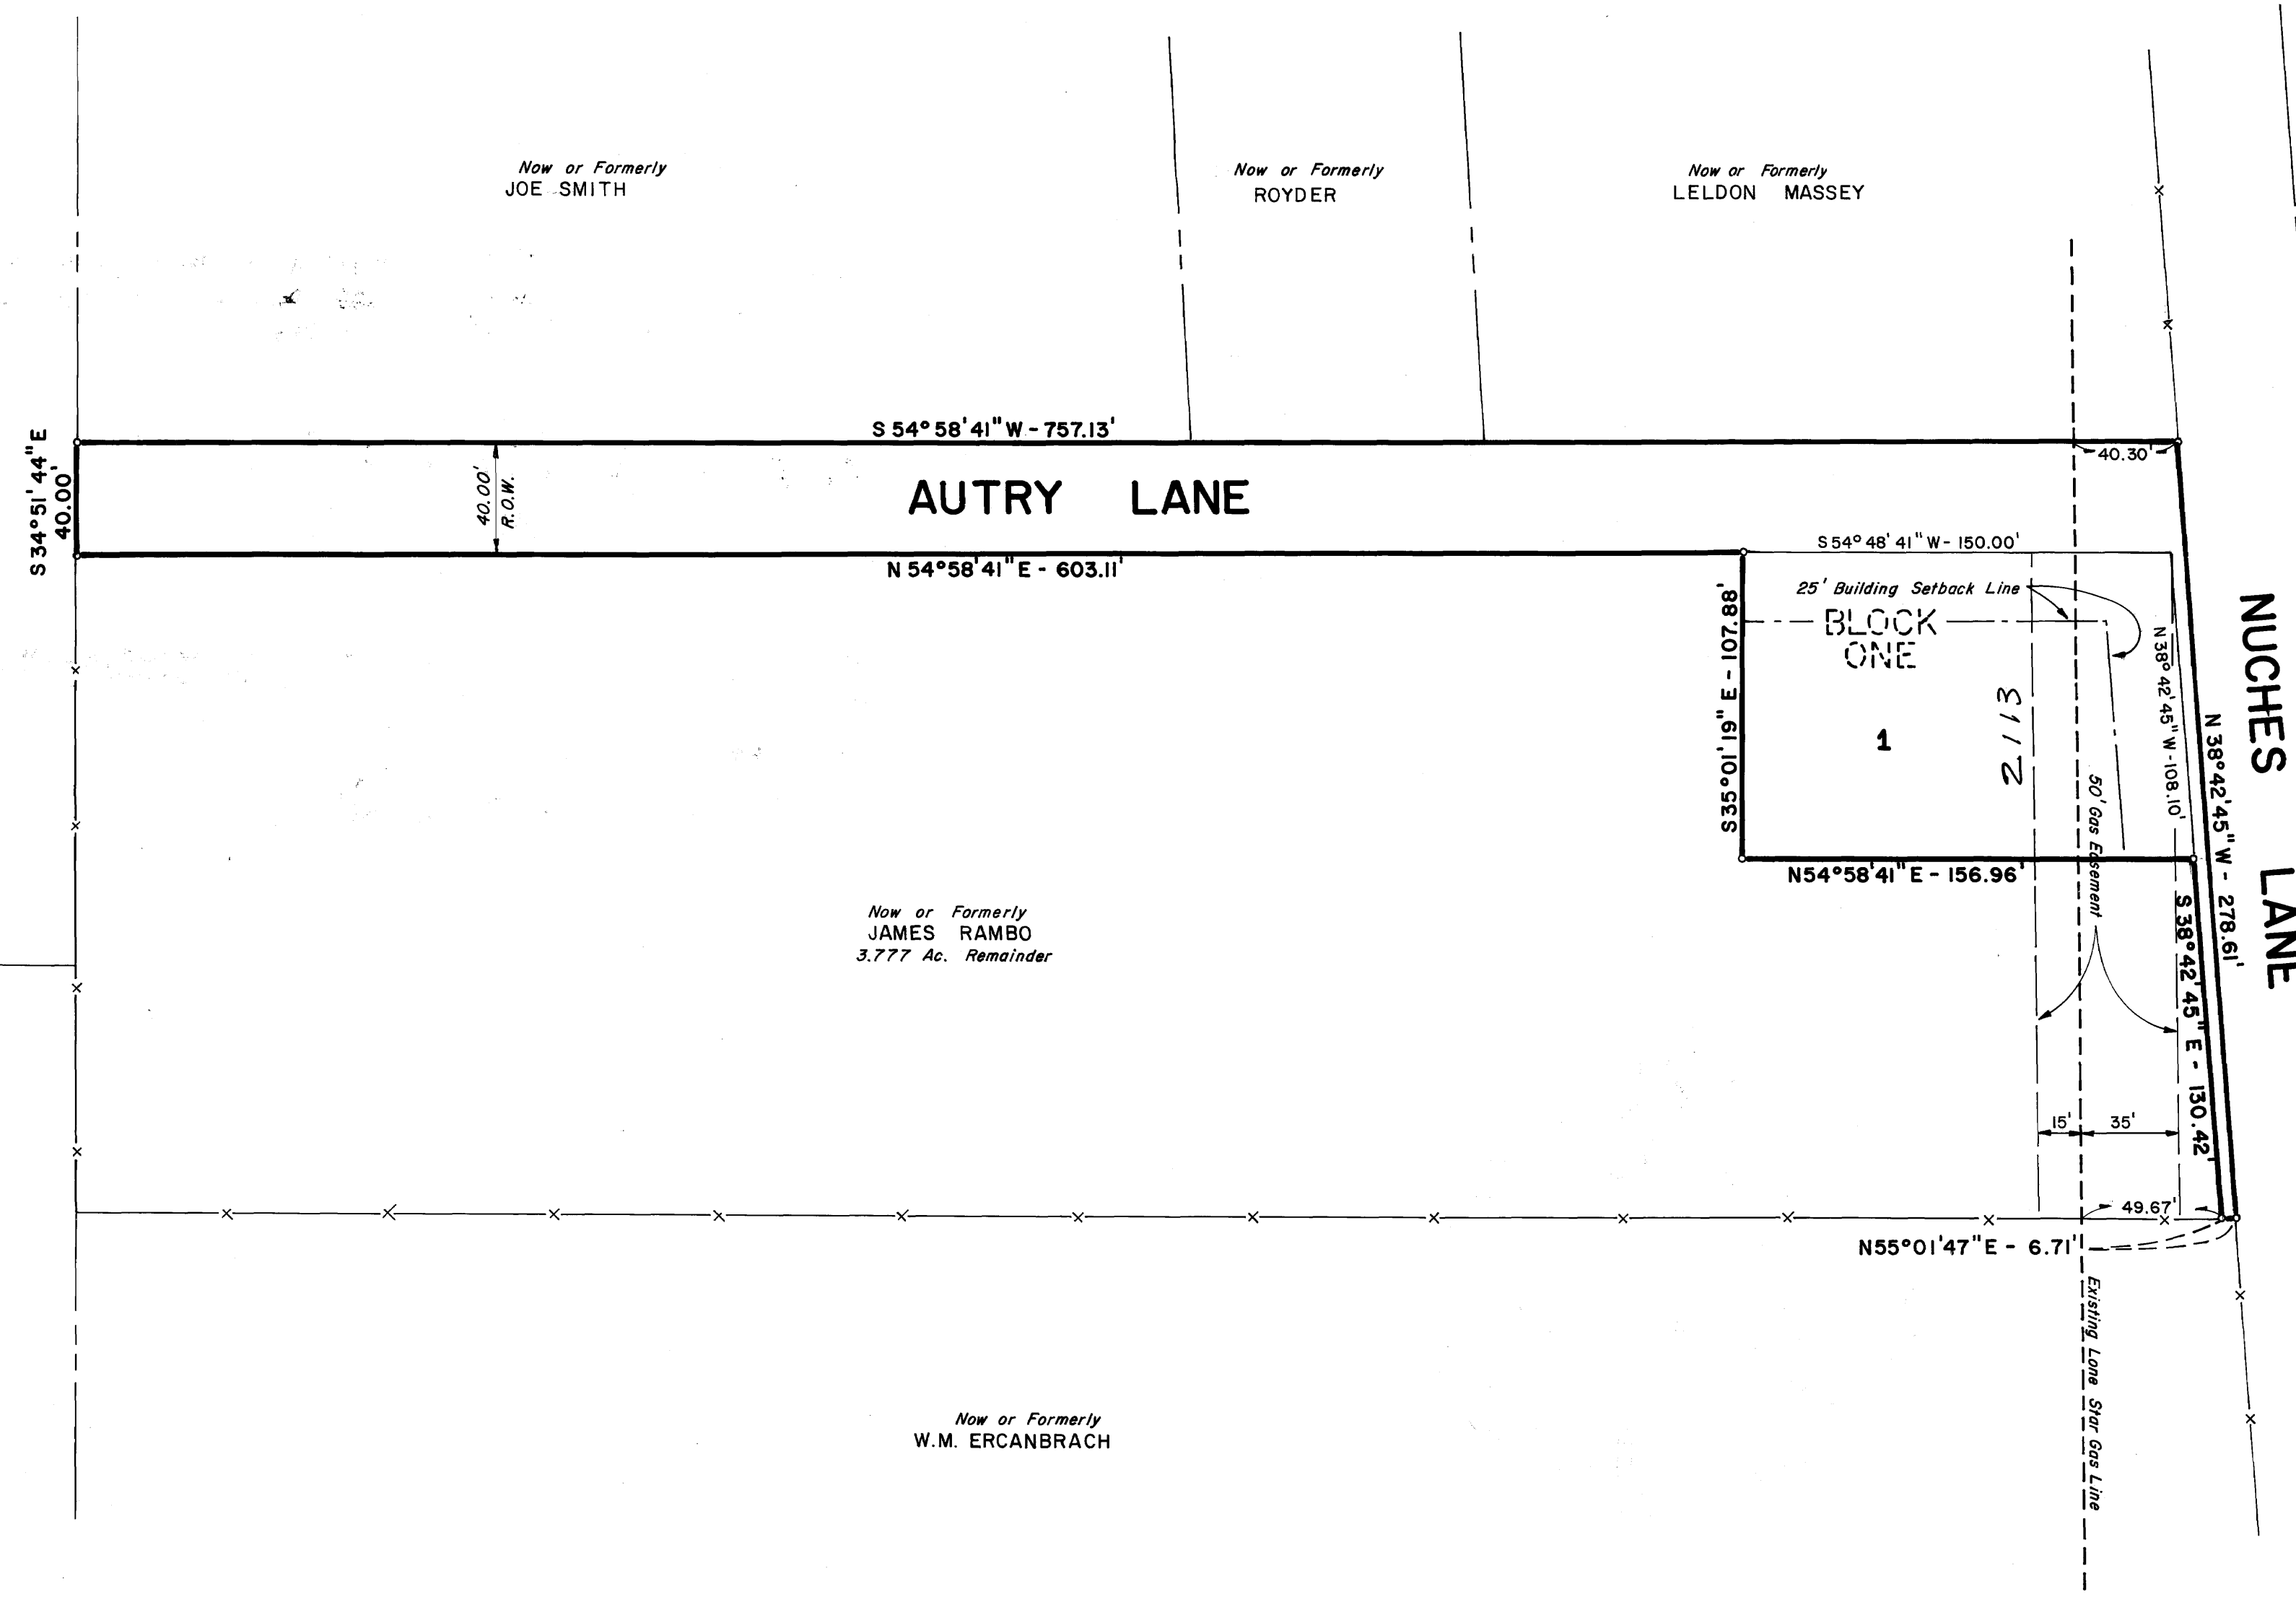 Now or Formerly
JOE SMITH
Now or Formerly
ROYDER
Now or Formerly
LELDON MASSEY
S 54° 58' 41" W - 757.13'
S 34° 51' 44" E
40.00'
40.00'
R.O.W.
AUTRY LANE
40.30'
N 54° 58' 41" E - 603.11'
S 54° 48' 41" W - 150.00'
25' Building Setback Line
BLOCK
ONE
1
2113
S 35° 01' 19" E - 107.88'
N 38° 42' 45" W - 108.10'
N 38° 42' 45" W - 278.61'
NUCHES LANE
50' Gas Easement
N 54° 58' 41" E - 156.96'
S 38° 42' 45" E - 130.42'
Now or Formerly
JAMES RAMBO
3.777 Ac. Remainder
15'
35'
49.67'
N 55° 01' 47" E - 6.71'
Existing Lone Star Gas Line
Now or Formerly
W.M. ERCANBRACH